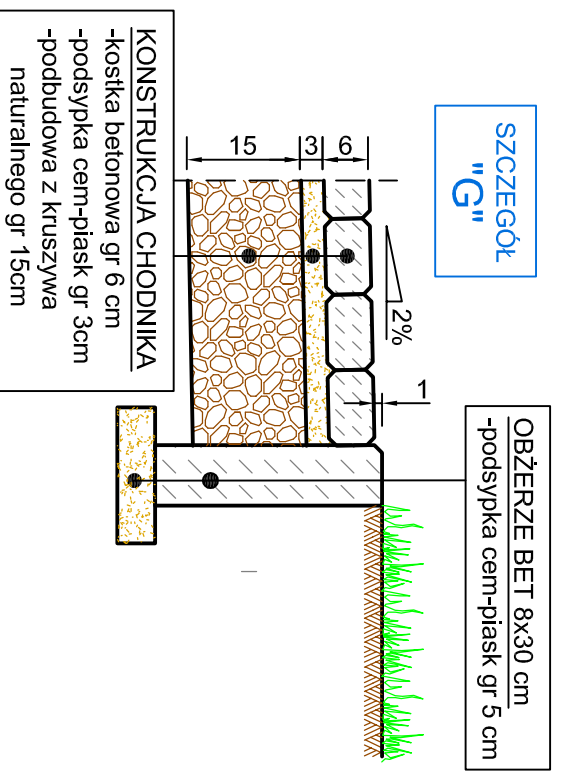 SZCZEGÓŁ
"G"
OBŻERZE BET 8x30 cm
-podsypka cem-piask gr 5 cm
15
3
6
2%
1
KONSTRUKCJA CHODNIKA
-kostka betonowa gr 6 cm
-podsypka cem-piask gr 3cm
-podbudowa z kruszywa
naturalnego gr 15cm